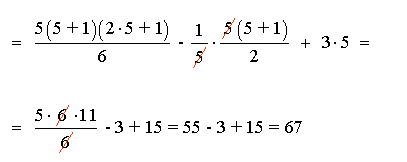 = 5(5+1)(2·5+1)/6 - 1/5 · 5(5+1)/2 + 3·5 =
= 5·6·11/6 - 3 + 15 = 55 - 3 + 15 = 67